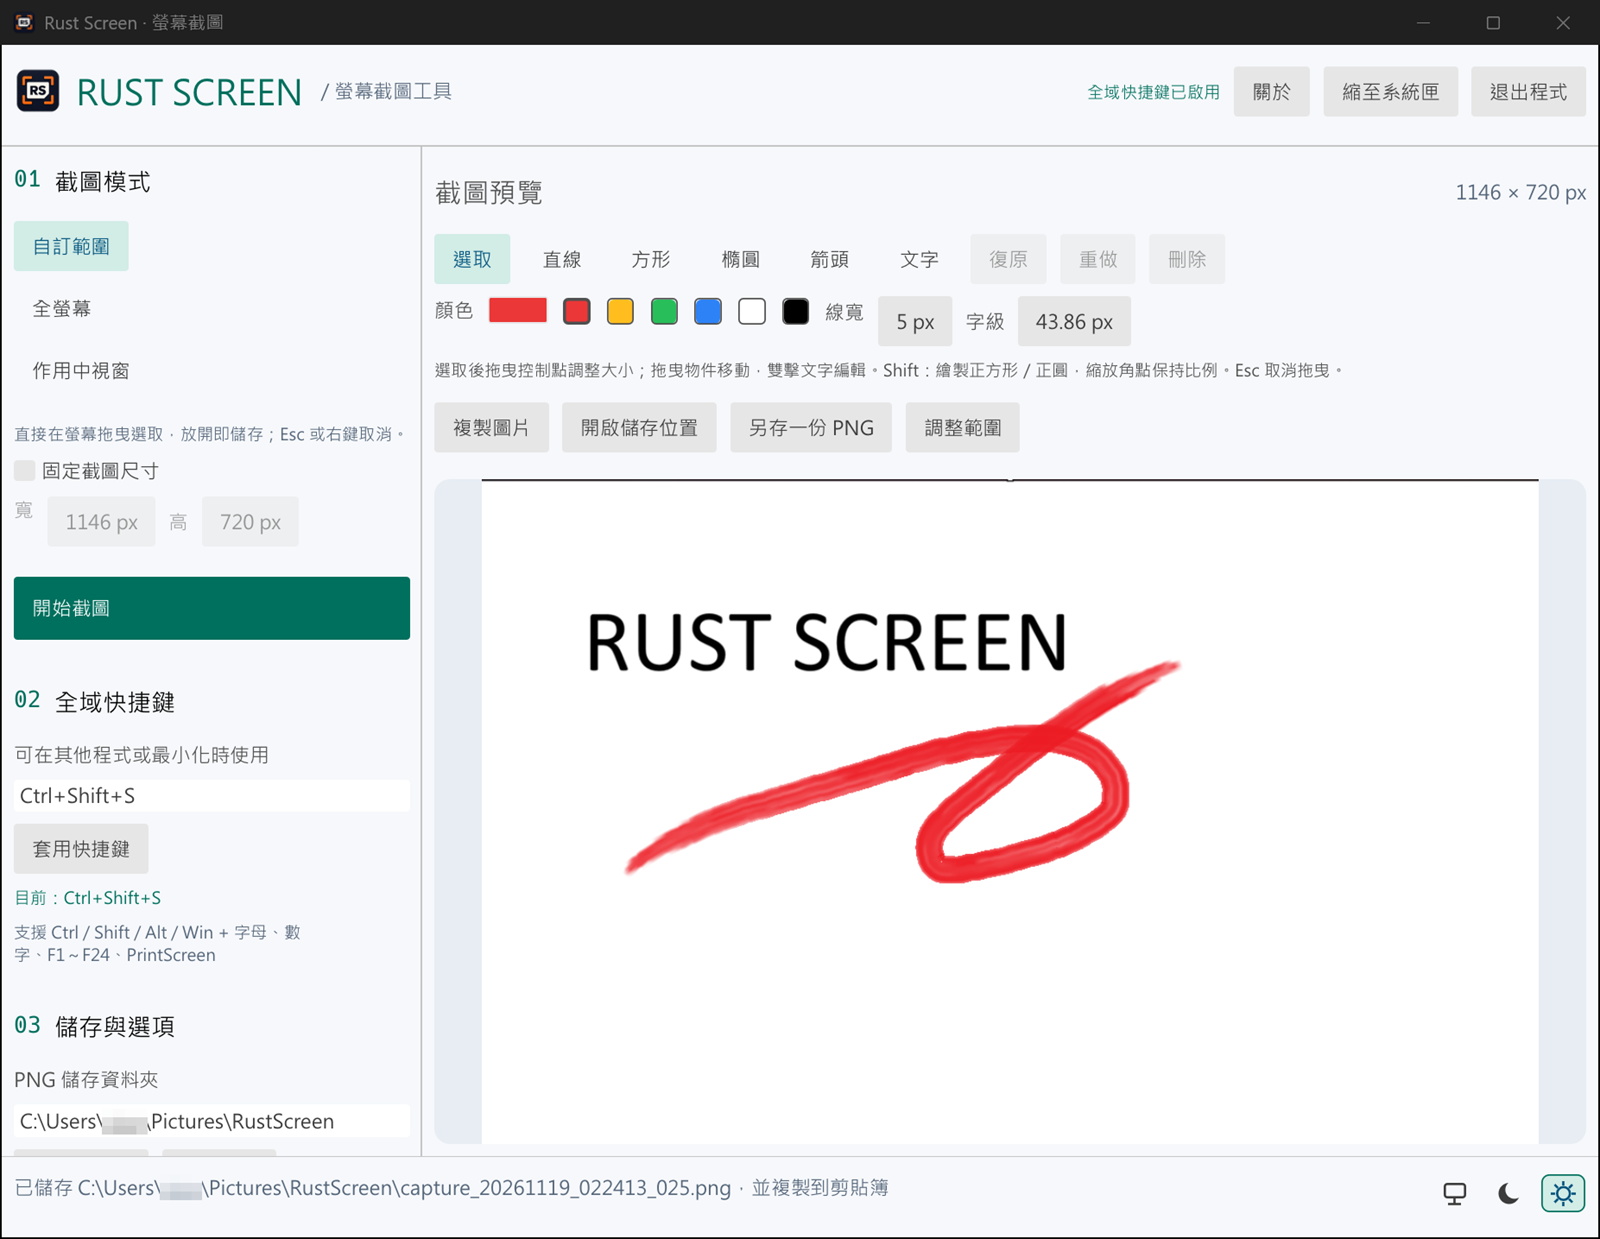 Rust Screen · 螢幕截圖
RS RUST SCREEN / 螢幕截圖工具
全域快捷鍵已啟用 關於 縮至系統匣 退出程式
01 截圖模式
自訂範圍
全螢幕
作用中視窗
直接在螢幕拖曳選取 · 放開即儲存；Esc 或右鍵取消。
固定截圖尺寸
寬 1146 px 高 720 px
開始截圖
02 全域快捷鍵
可在其他程式或最小化時使用
Ctrl+Shift+S
套用快捷鍵
目前：Ctrl+Shift+S
支援 Ctrl / Shift / Alt / Win + 字母、數
字、F1 ~ F24、PrintScreen
03 儲存與選項
PNG 儲存資料夾
C:\Users\ \Pictures\RustScreen
截圖預覽 1146 × 720 px
選取 直線 方形 橢圓 箭頭 文字 復原 重做 刪除
顏色 線寬 5 px 字級 43.86 px
選取後拖曳控制點調整大小；拖曳物件移動 · 雙擊文字編輯。Shift：繪製正方形 / 正圓 · 縮放角點保持比例。Esc 取消拖曳。
複製圖片 開啟儲存位置 另存一份 PNG 調整範圍
RUST SCREEN
已儲存 C:\Users\ \Pictures\RustScreen\capture_20261119_022413_025.png · 並複製到剪貼簿